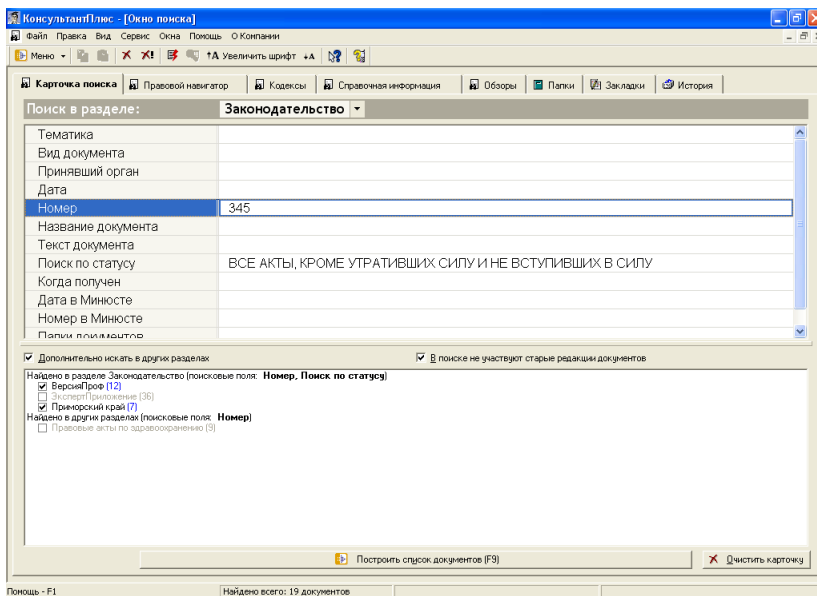 КонсультантПлюс - [Окно поиска]
Файл Правка Вид Сервис Окна Помощь О Компании
Меню Увеличить шрифт
Карточка поиска Правовой навигатор Кодексы Справочная информация Обзоры Папки Закладки История
Поиск в разделе: Законодательство
Тематика
Вид документа
Принявший орган
Дата
Номер 345
Название документа
Текст документа
Поиск по статусу ВСЕ АКТЫ, КРОМЕ УТРАТИВШИХ СИЛУ И НЕ ВСТУПИВШИХ В СИЛУ
Когда получен
Дата в Минюсте
Номер в Минюсте
Папки документов
Дополнительно искать в других разделах В поиске не участвуют старые редакции документов
Найдено в разделе Законодательство (поисковые поля: Номер, Поиск по статусу)
ВерсияПроф (12)
ЭкспертПриложение (36)
Приморский край (7)
Найдено в других разделах (поисковые поля: Номер)
Правовые акты по здравоохранению (9)
Построить список документов (F9) Очистить карточку
Помощь - F1 Найдено всего: 19 документов